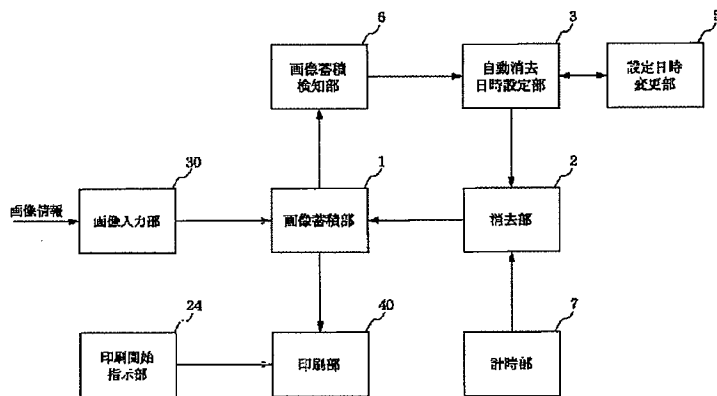 6
画像蓄積
検知部
3
自動消去
日時設定部
5
設定日時
変更部
画像情報
30
画像入力部
1
画像蓄積部
2
消去部
24
印刷開始
指示部
40
印刷部
7
計時部